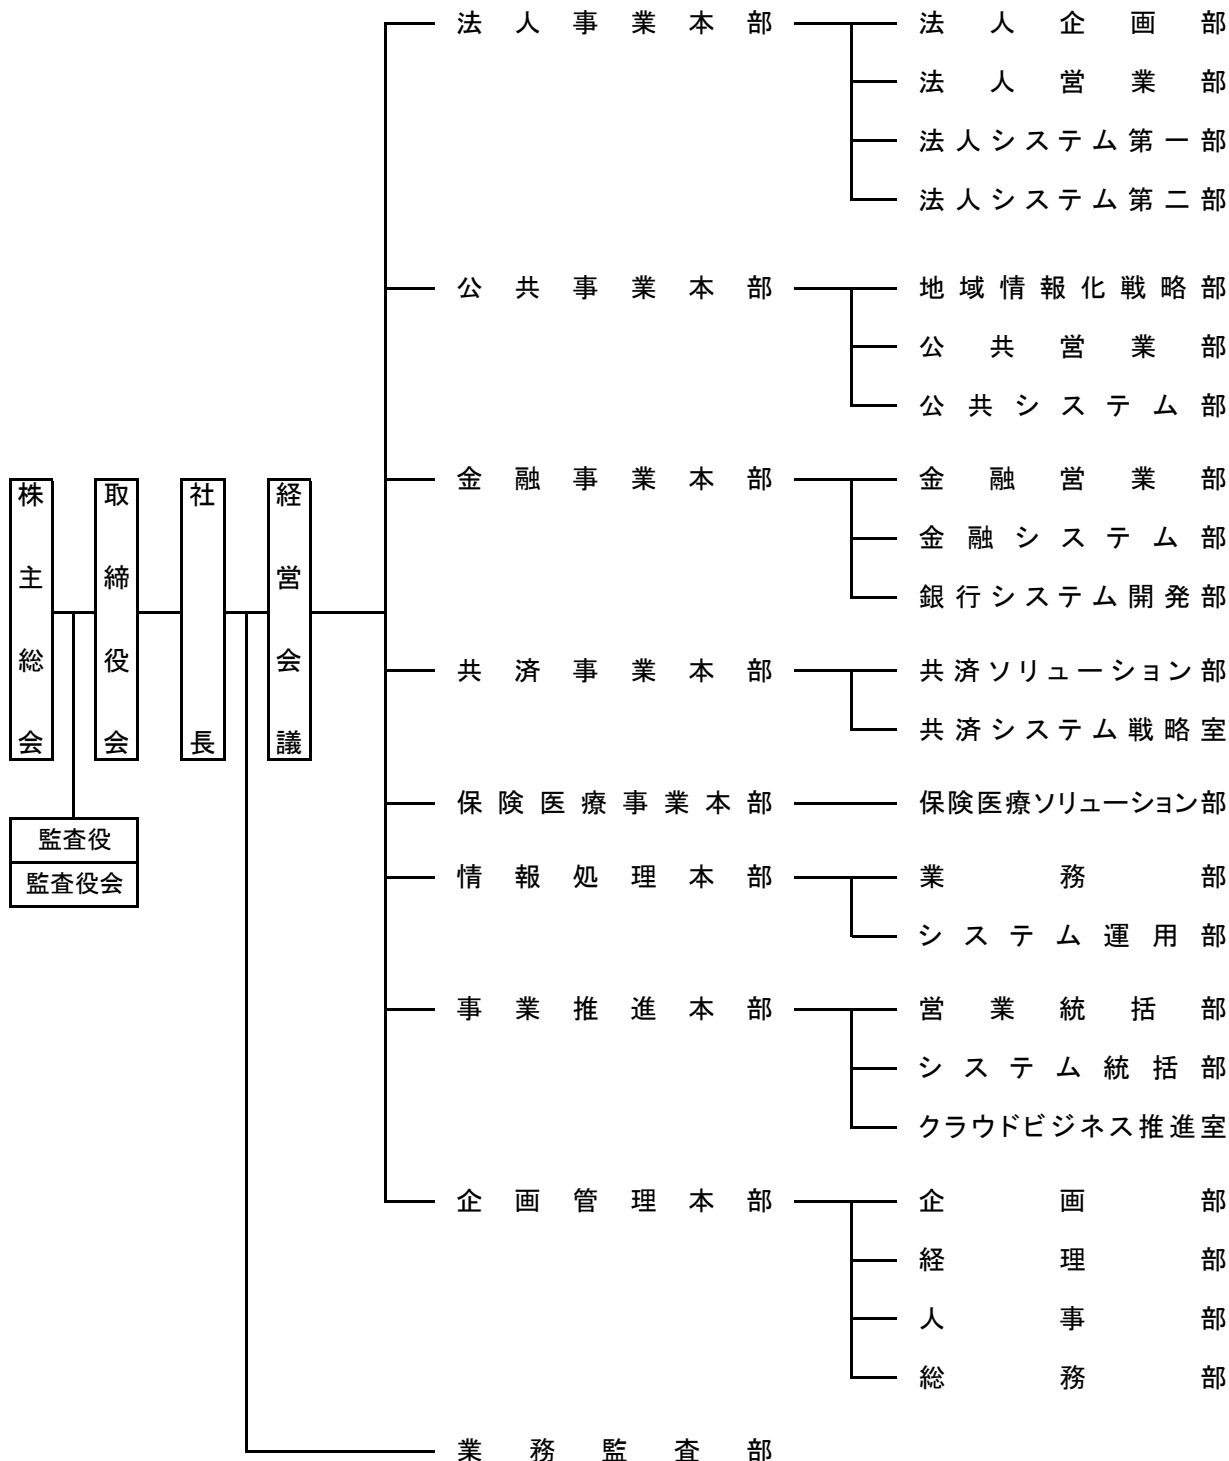 株主総会
取締役会
社長
経営会議
監査役
監査役会
法人事業本部
法人企画部
法人営業部
法人システム第一部
法人システム第二部
公共事業本部
地域情報化戦略部
公共営業部
公共システム部
金融事業本部
金融営業部
金融システム部
銀行システム開発部
共済事業本部
共済ソリューション部
共済システム戦略室
保険医療事業本部
保険医療ソリューション部
情報処理本部
業務部
システム運用部
事業推進本部
営業統括部
システム統括部
クラウドビジネス推進室
企画管理本部
企画部
経理部
人事部
総務部
業務監査部